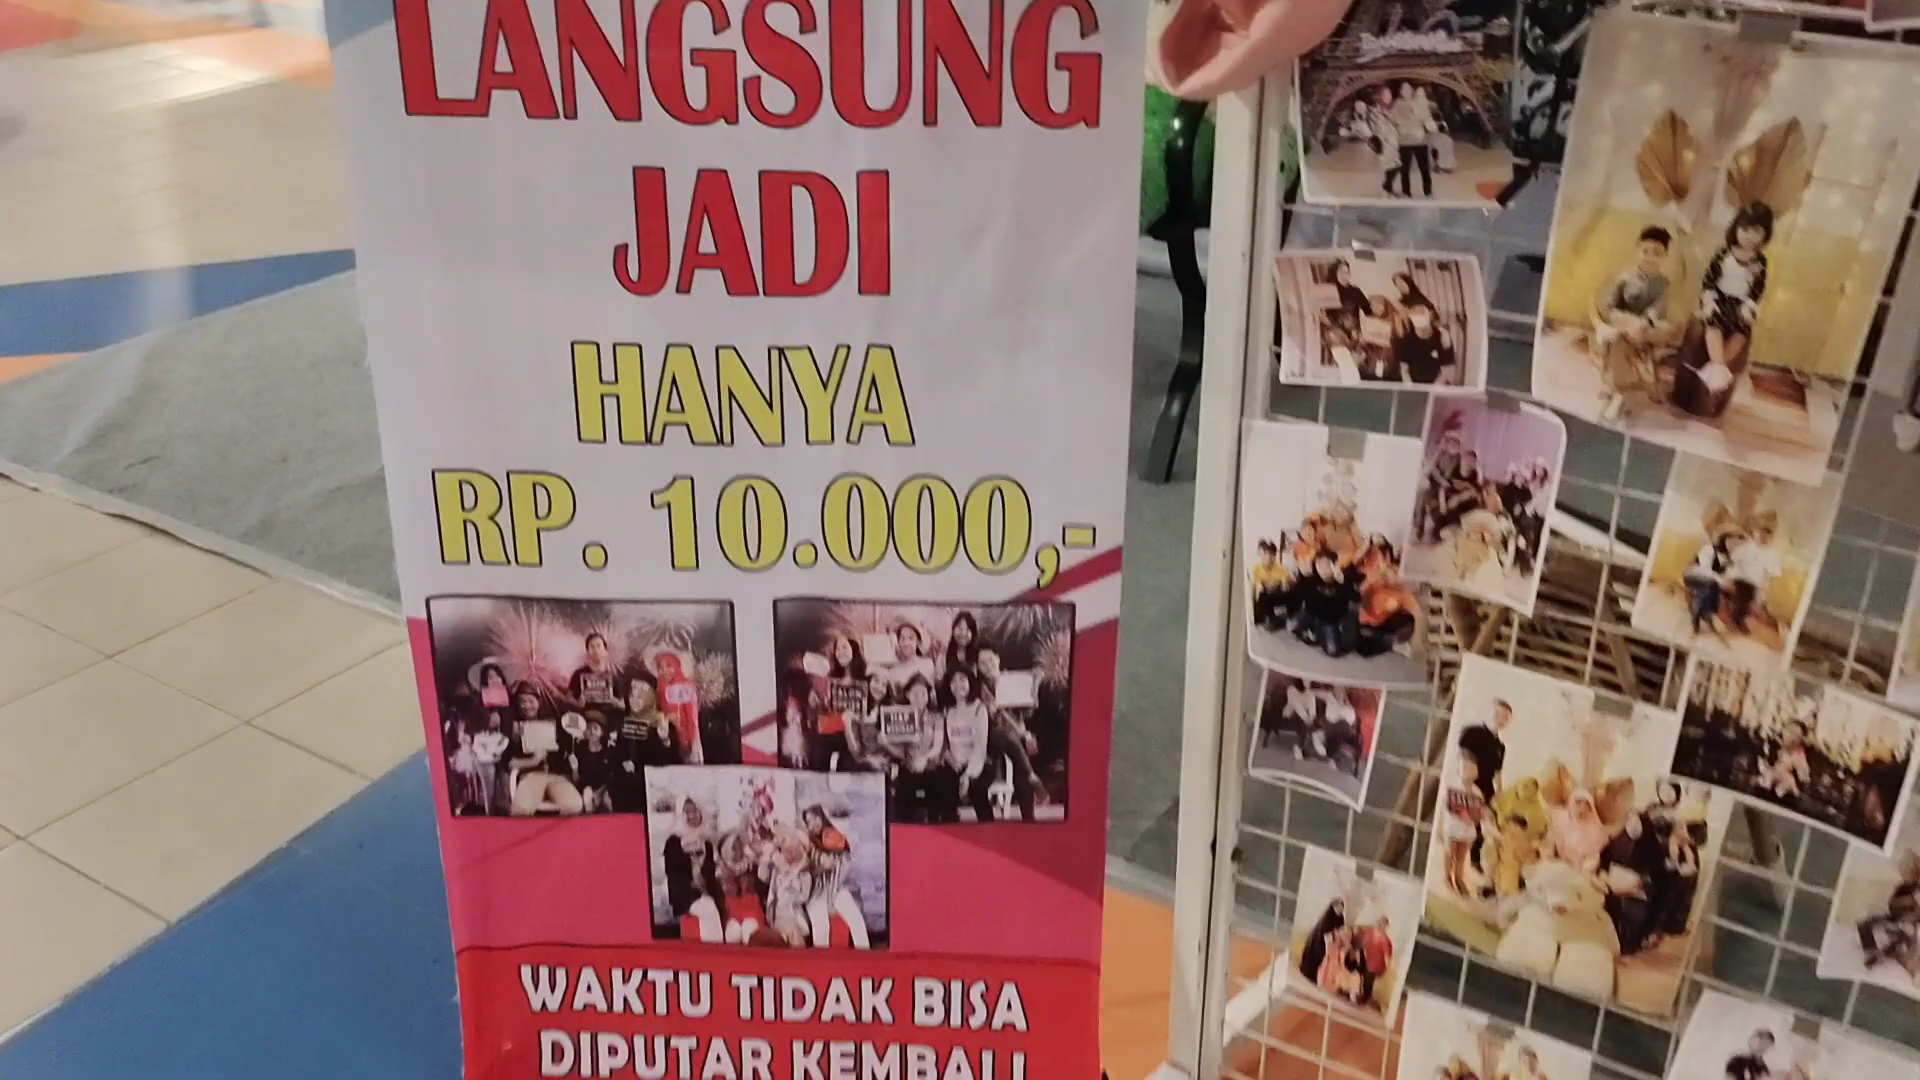 LANGSUNG
JADI
HANYA
RP. 10.000,-
WAKTU TIDAK BISA
DIPUTAR KEMBALI